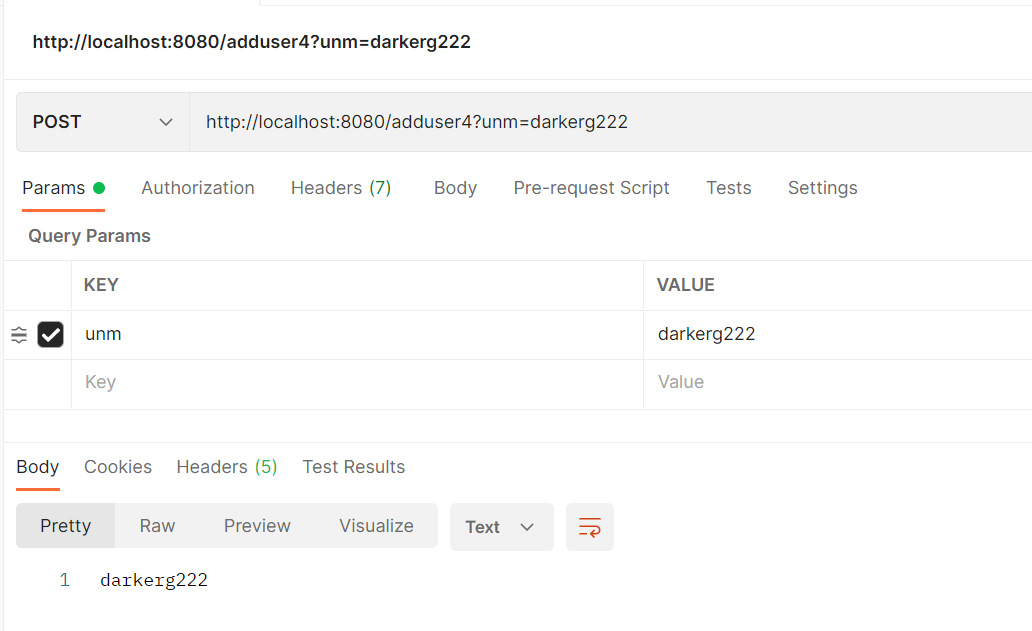 http://localhost:8080/adduser4?unm=darkerg222
POST http://localhost:8080/adduser4?unm=darkerg222
Params Authorization Headers (7) Body Pre-request Script Tests Settings
Query Params
KEY VALUE
unm darkerg222
Key Value
Body Cookies Headers (5) Test Results
Pretty Raw Preview Visualize Text
1 darkerg222